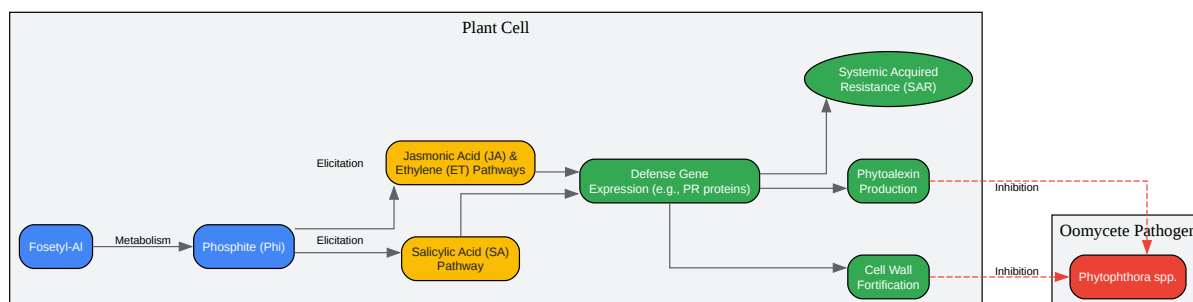 Plant Cell
Systemic Acquired
Resistance (SAR)
Elicitation
Jasmonic Acid (JA) &
Ethylene (ET) Pathways
Defense Gene
Expression (e.g., PR proteins)
Phytoalexin
Production
Inhibition
Fosetyl-Al
Metabolism
Phosphite (Phi)
Elicitation
Salicylic Acid (SA)
Pathway
Cell Wall
Fortification
Inhibition
Oomycete Pathogen
Phytophthora spp.